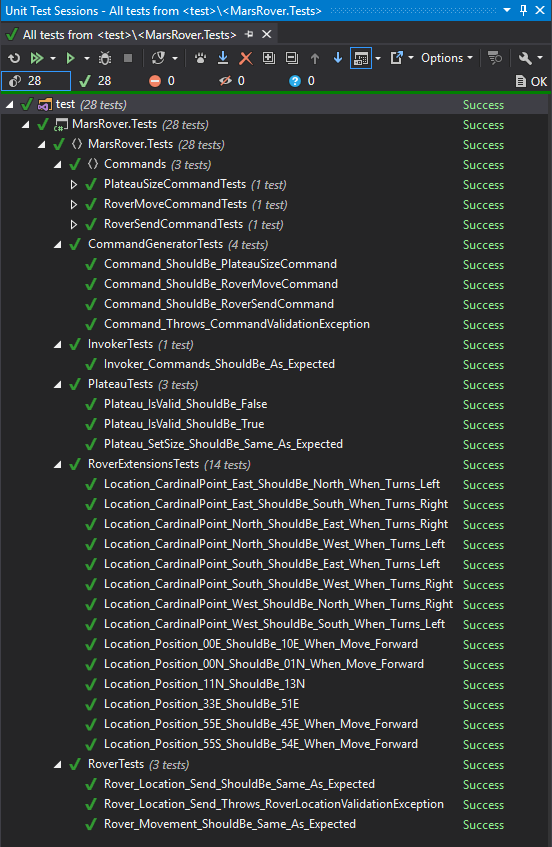 Unit Test Sessions - All tests from <test>\<MarsRover.Tests>
All tests from <test>\<MarsRover.Tests>
Options
28 28 0 0 0 OK
test (28 tests) Success
C# MarsRover.Tests (28 tests) Success
MarsRover.Tests (28 tests) Success
Commands (3 tests) Success
PlateauSizeCommandTests (1 test) Success
RoverMoveCommandTests (1 test) Success
RoverSendCommandTests (1 test) Success
CommandGeneratorTests (4 tests) Success
Command_ShouldBe_PlateauSizeCommand Success
Command_ShouldBe_RoverMoveCommand Success
Command_ShouldBe_RoverSendCommand Success
Command_Throws_CommandValidationException Success
InvokerTests (1 test) Success
Invoker_Commands_ShouldBe_As_Expected Success
PlateauTests (3 tests) Success
Plateau_IsValid_ShouldBe_False Success
Plateau_IsValid_ShouldBe_True Success
Plateau_SetSize_ShouldBe_Same_As_Expected Success
RoverExtensionsTests (14 tests) Success
Location_CardinalPoint_East_ShouldBe_North_When_Turns_Left Success
Location_CardinalPoint_East_ShouldBe_South_When_Turns_Right Success
Location_CardinalPoint_North_ShouldBe_East_When_Turns_Right Success
Location_CardinalPoint_North_ShouldBe_West_When_Turns_Left Success
Location_CardinalPoint_South_ShouldBe_East_When_Turns_Left Success
Location_CardinalPoint_South_ShouldBe_West_When_Turns_Right Success
Location_CardinalPoint_West_ShouldBe_North_When_Turns_Right Success
Location_CardinalPoint_West_ShouldBe_South_When_Turns_Left Success
Location_Position_00E_ShouldBe_10E_When_Move_Forward Success
Location_Position_00N_ShouldBe_01N_When_Move_Forward Success
Location_Position_11N_ShouldBe_13N Success
Location_Position_33E_ShouldBe_51E Success
Location_Position_55E_ShouldBe_45E_When_Move_Forward Success
Location_Position_55S_ShouldBe_54E_When_Move_Forward Success
RoverTests (3 tests) Success
Rover_Location_Send_ShouldBe_Same_As_Expected Success
Rover_Location_Send_Throws_RoverLocationValidationException Success
Rover_Movement_ShouldBe_Same_As_Expected Success